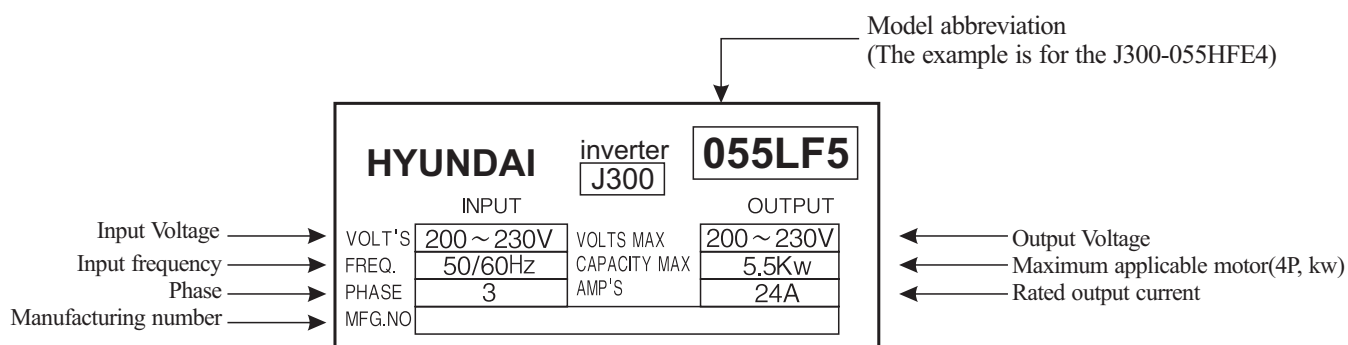 Model abbreviation
(The example is for the J300-055HFE4)
HYUNDAI inverter J300 055LF5
INPUT OUTPUT
Input Voltage VOLT'S 200～230V VOLTS MAX 200～230V Output Voltage
Input frequency FREQ. 50/60Hz CAPACITY MAX 5.5Kw Maximum applicable motor(4P, kw)
Phase PHASE 3 AMP'S 24A Rated output current
Manufacturing number MFG.NO